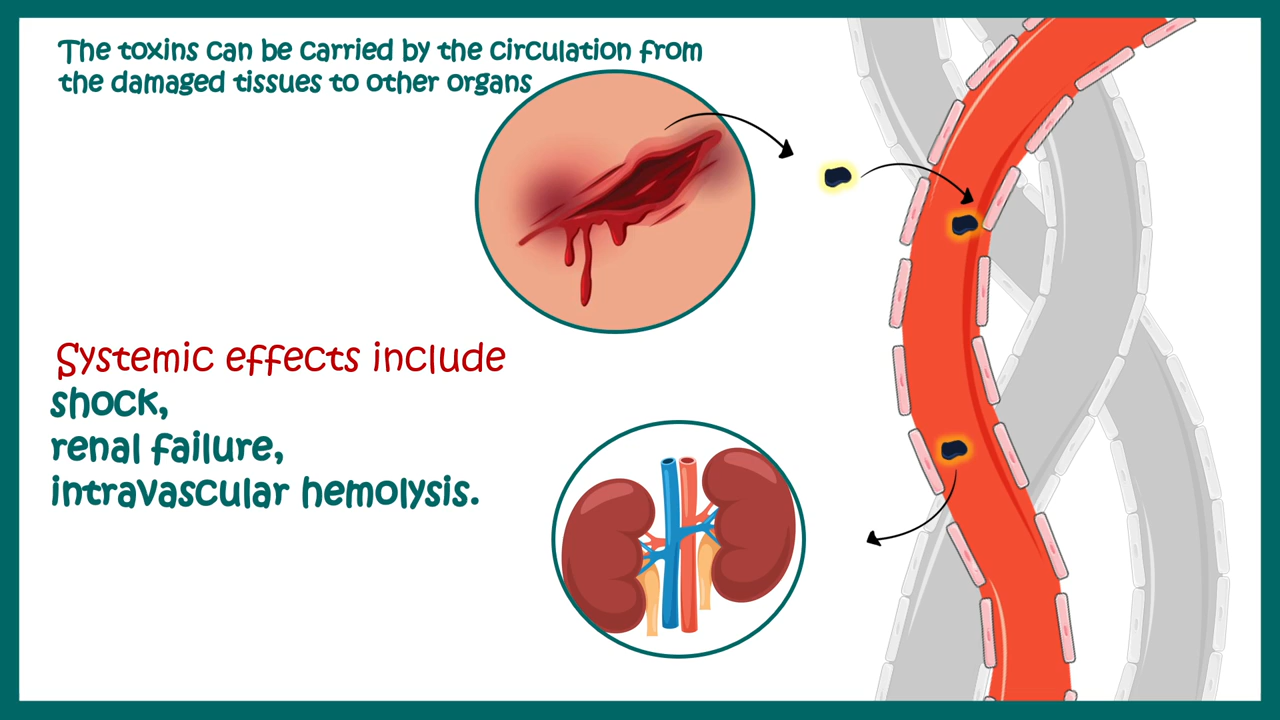 The toxins can be carried by the circulation from
the damaged tissues to other organs
Systemic effects include
shock,
renal failure,
intravascular hemolysis.